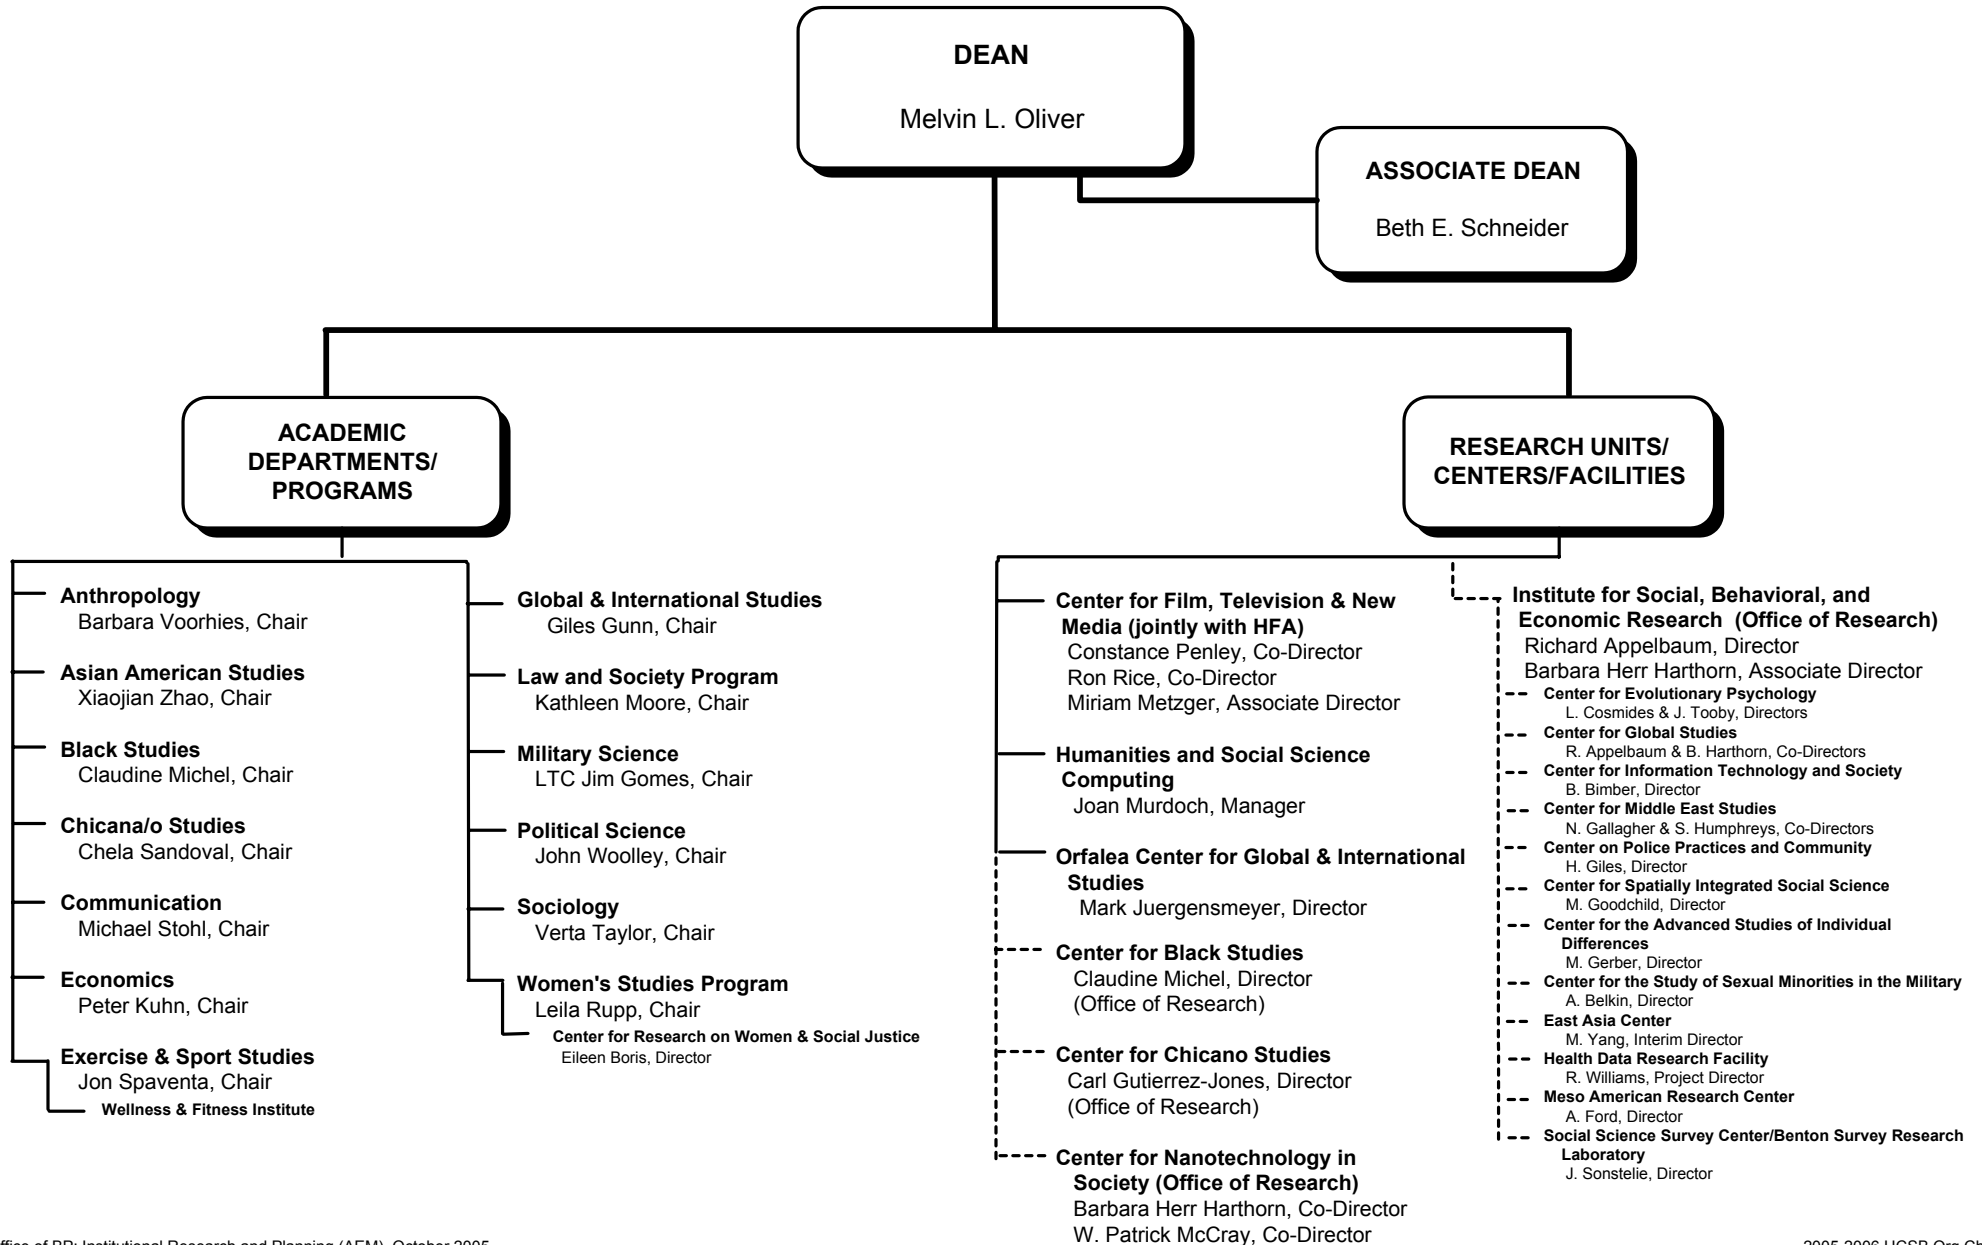 DEAN
Melvin L. Oliver
ASSOCIATE DEAN
Beth E. Schneider
ACADEMIC
DEPARTMENTS/
PROGRAMS
RESEARCH UNITS/
CENTERS/FACILITIES
Anthropology
Barbara Voorhies, Chair
Asian American Studies
Xiaojian Zhao, Chair
Black Studies
Claudine Michel, Chair
Chicana/o Studies
Chela Sandoval, Chair
Communication
Michael Stohl, Chair
Economics
Peter Kuhn, Chair
Exercise & Sport Studies
Jon Spaventa, Chair
Wellness & Fitness Institute
Global & International Studies
Giles Gunn, Chair
Law and Society Program
Kathleen Moore, Chair
Military Science
LTC Jim Gomes, Chair
Political Science
John Woolley, Chair
Sociology
Verta Taylor, Chair
Women's Studies Program
Leila Rupp, Chair
Center for Research on Women & Social Justice
Eileen Boris, Director
Center for Film, Television & New
Media (jointly with HFA)
Constance Penley, Co-Director
Ron Rice, Co-Director
Miriam Metzger, Associate Director
Humanities and Social Science
Computing
Joan Murdoch, Manager
Orfalea Center for Global & International
Studies
Mark Juergensmeyer, Director
Center for Black Studies
Claudine Michel, Director
(Office of Research)
Center for Chicano Studies
Carl Gutierrez-Jones, Director
(Office of Research)
Center for Nanotechnology in
Society (Office of Research)
Barbara Herr Harthorn, Co-Director
W. Patrick McCray, Co-Director
Institute for Social, Behavioral, and
Economic Research (Office of Research)
Richard Appelbaum, Director
Barbara Herr Harthorn, Associate Director
Center for Evolutionary Psychology
L. Cosmides & J. Tooby, Directors
Center for Global Studies
R. Appelbaum & B. Harthorn, Co-Directors
Center for Information Technology and Society
B. Bimber, Director
Center for Middle East Studies
N. Gallagher & S. Humphreys, Co-Directors
Center on Police Practices and Community
H. Giles, Director
Center for Spatially Integrated Social Science
M. Goodchild, Director
Center for the Advanced Studies of Individual
Differences
M. Gerber, Director
Center for the Study of Sexual Minorities in the Military
A. Belkin, Director
East Asia Center
M. Yang, Interim Director
Health Data Research Facility
R. Williams, Project Director
Meso American Research Center
A. Ford, Director
Social Science Survey Center/Benton Survey Research
Laboratory
J. Sonstelie, Director